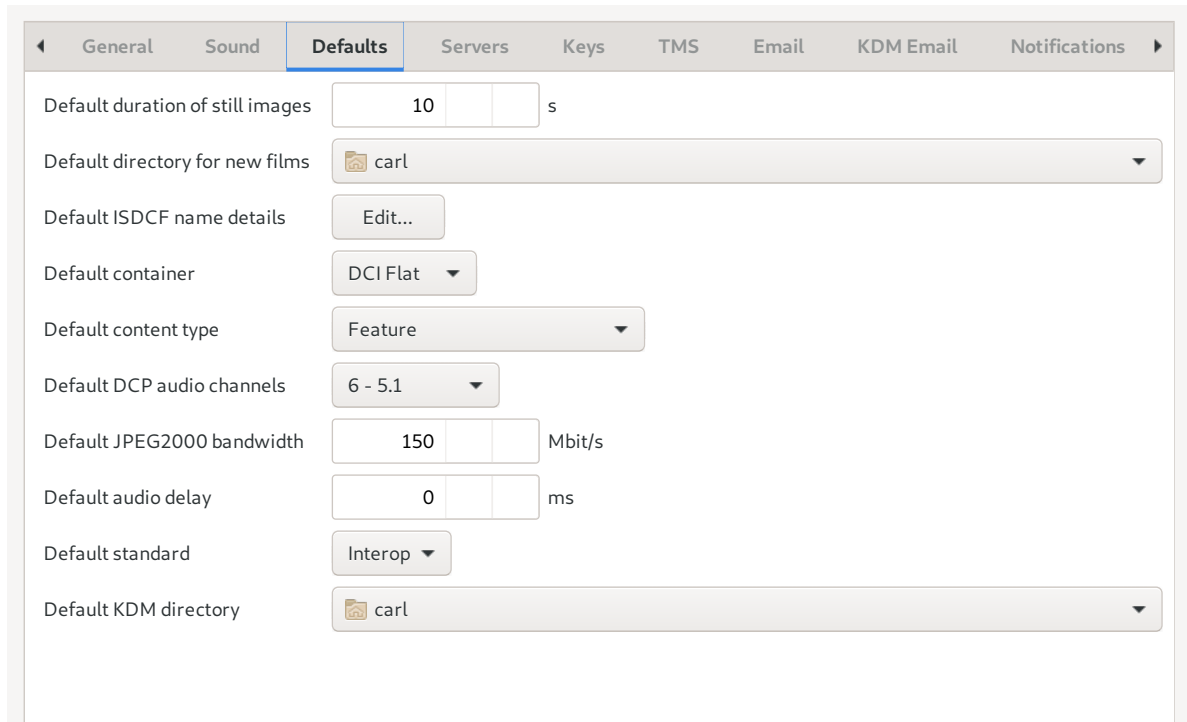 General Sound Defaults Servers Keys TMS Email KDM Email Notifications
Default duration of still images 10 s
Default directory for new films carl
Default ISDCF name details Edit...
Default container DCI Flat
Default content type Feature
Default DCP audio channels 6 - 5.1
Default JPEG2000 bandwidth 150 Mbit/s
Default audio delay 0 ms
Default standard Interop
Default KDM directory carl